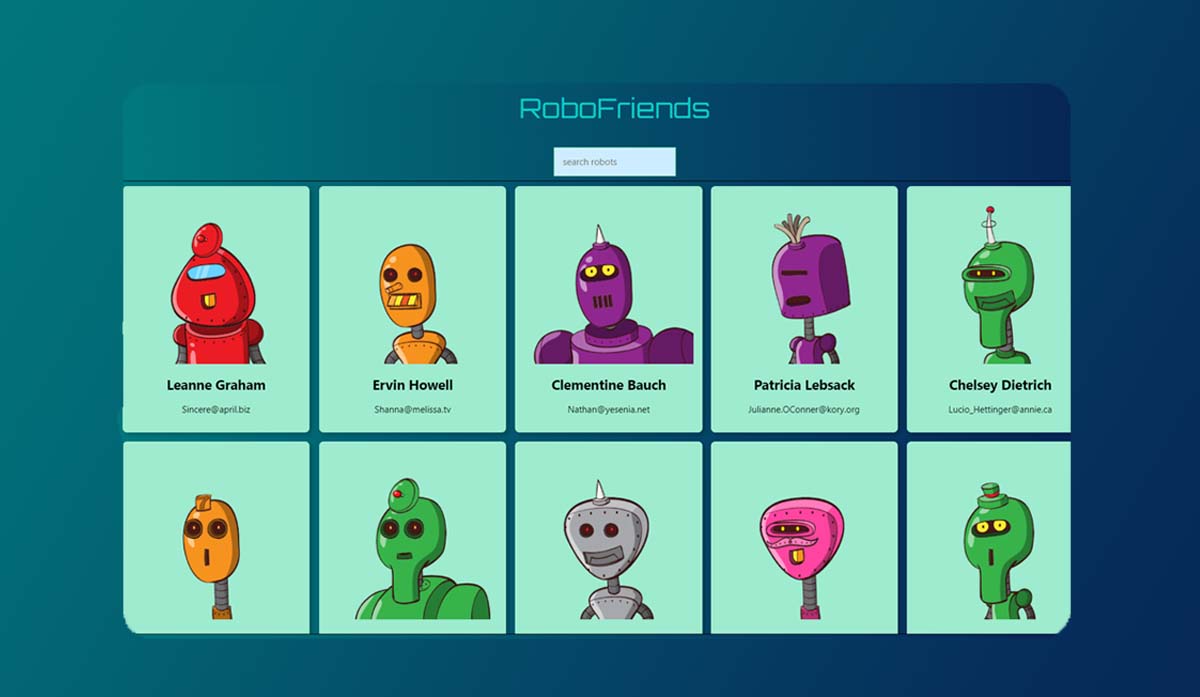 RoboFriends
search robots
Leanne Graham
Ervin Howell
Clementine Bauch
Patricia Lebsack
Chelsey Dietrich
Sincere@april.biz
Shanna@melissa.tv
Nathan@yesenia.net
Julianne.OConner@kory.org
Lucio_Hettinger@annie.ca